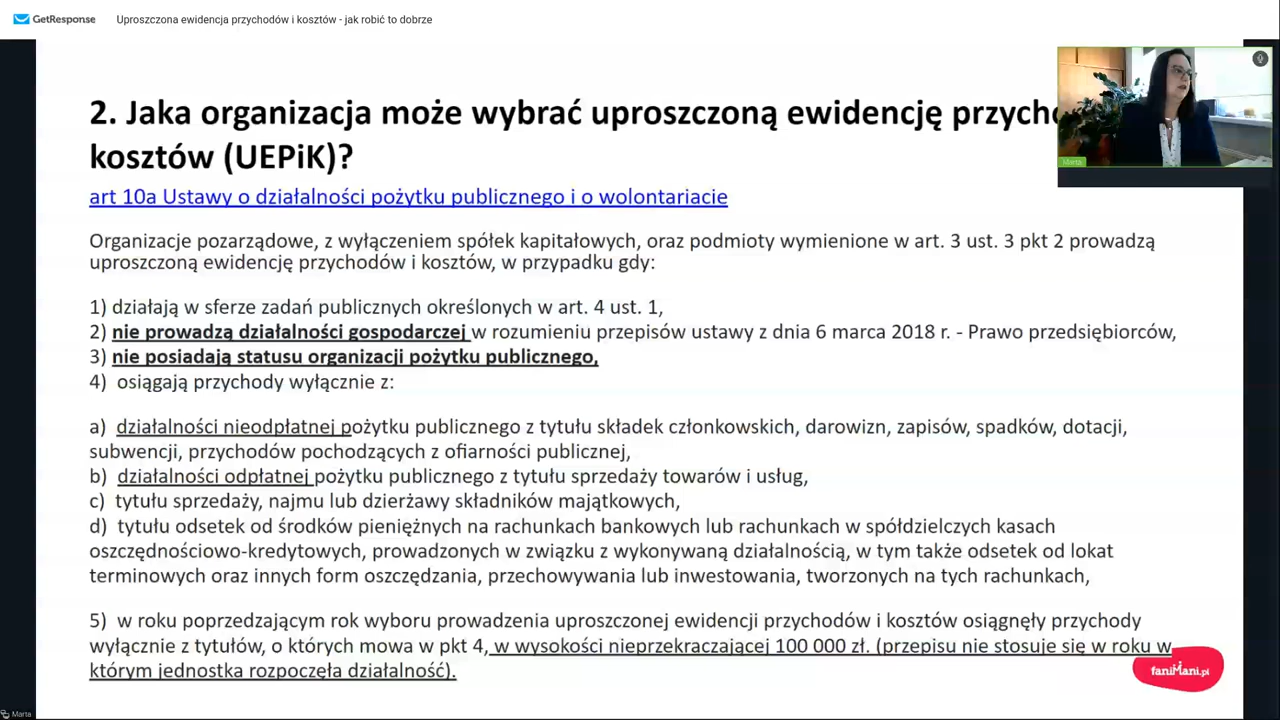 GetResponse
Uproszczona ewidencja przychodów i kosztów - jak robić to dobrze
2. Jaka organizacja może wybrać uproszczoną ewidencję
kosztów (UEPiK)?
art 10a Ustawy o działalności pożytku publicznego i o wolontariacie
Organizacje pozarządowe, z wyłączeniem spółek kapitałowych, oraz podmioty wymienione w art. 3 ust. 3 pkt 2 prowadzą
uproszczoną ewidencję przychodów i kosztów, w przypadku gdy:
1) działają w sferze zadań publicznych określonych w art. 4 ust. 1,
2) nie prowadzą działalności gospodarczej w rozumieniu przepisów ustawy z dnia 6 marca 2018 r. - Prawo przedsiębiorców,
3) nie posiadają statusu organizacji pożytku publicznego,
4) osiągają przychody wyłącznie z:
a) działalności nieodpłatnej pożytku publicznego z tytułu składek członkowskich, darowizn, zapisów, spadków, dotacji,
subwencji, przychodów pochodzących z ofiarności publicznej,
b) działalności odpłatnej pożytku publicznego z tytułu sprzedaży towarów i usług,
c) tytułu sprzedaży, najmu lub dzierżawy składników majątkowych,
d) tytułu odsetek od środków pieniężnych na rachunkach bankowych lub rachunkach w spółdzielczych kasach
oszczędnościowo-kredytowych, prowadzonych w związku z wykonywaną działalnością, w tym także odsetek od lokat
terminowych oraz innych form oszczędzania, przechowywania lub inwestowania, tworzonych na tych rachunkach,
5) w roku poprzedzającym rok wyboru prowadzenia uproszczonej ewidencji przychodów i kosztów osiągnęły przychody
wyłącznie z tytułów, o których mowa w pkt 4, w wysokości nieprzekraczającej 100 000 zł. (przepisu nie stosuje się w roku w
którym jednostka rozpoczęła działalność).
faniMani.pl
Marta
Marta